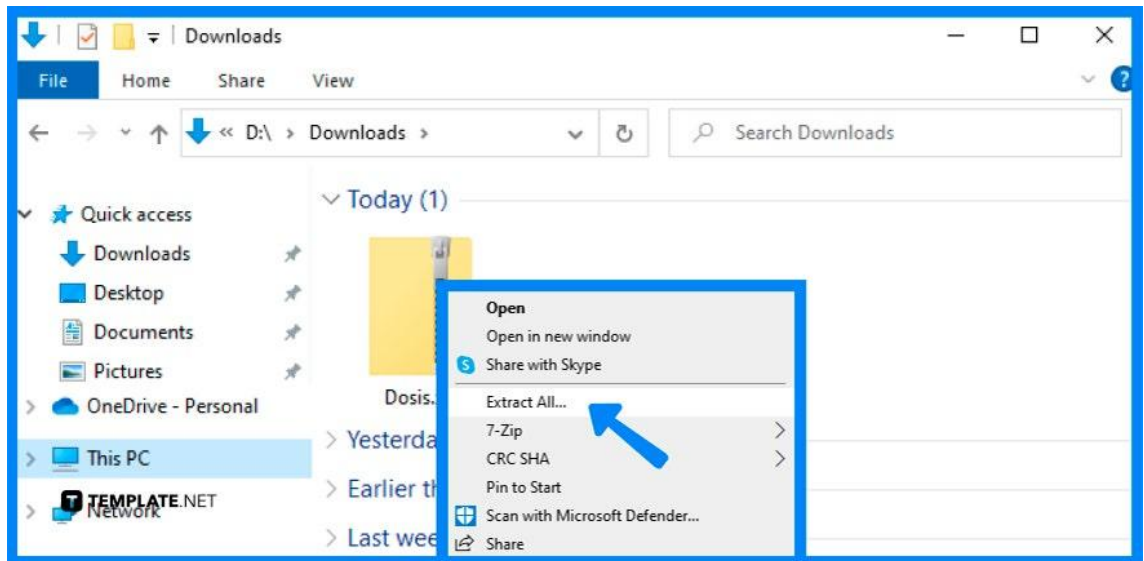 Downloads
File Home Share View
« D:\ > Downloads >
Search Downloads
Quick access
Downloads
Desktop
Documents
Pictures
OneDrive - Personal
This PC
TEMPLATE.NET
Network
Today (1)
Dosis.
Yesterda
Earlier th
Last wee
Open
Open in new window
Share with Skype
Extract All...
7-Zip
CRC SHA
Pin to Start
Scan with Microsoft Defender...
Share